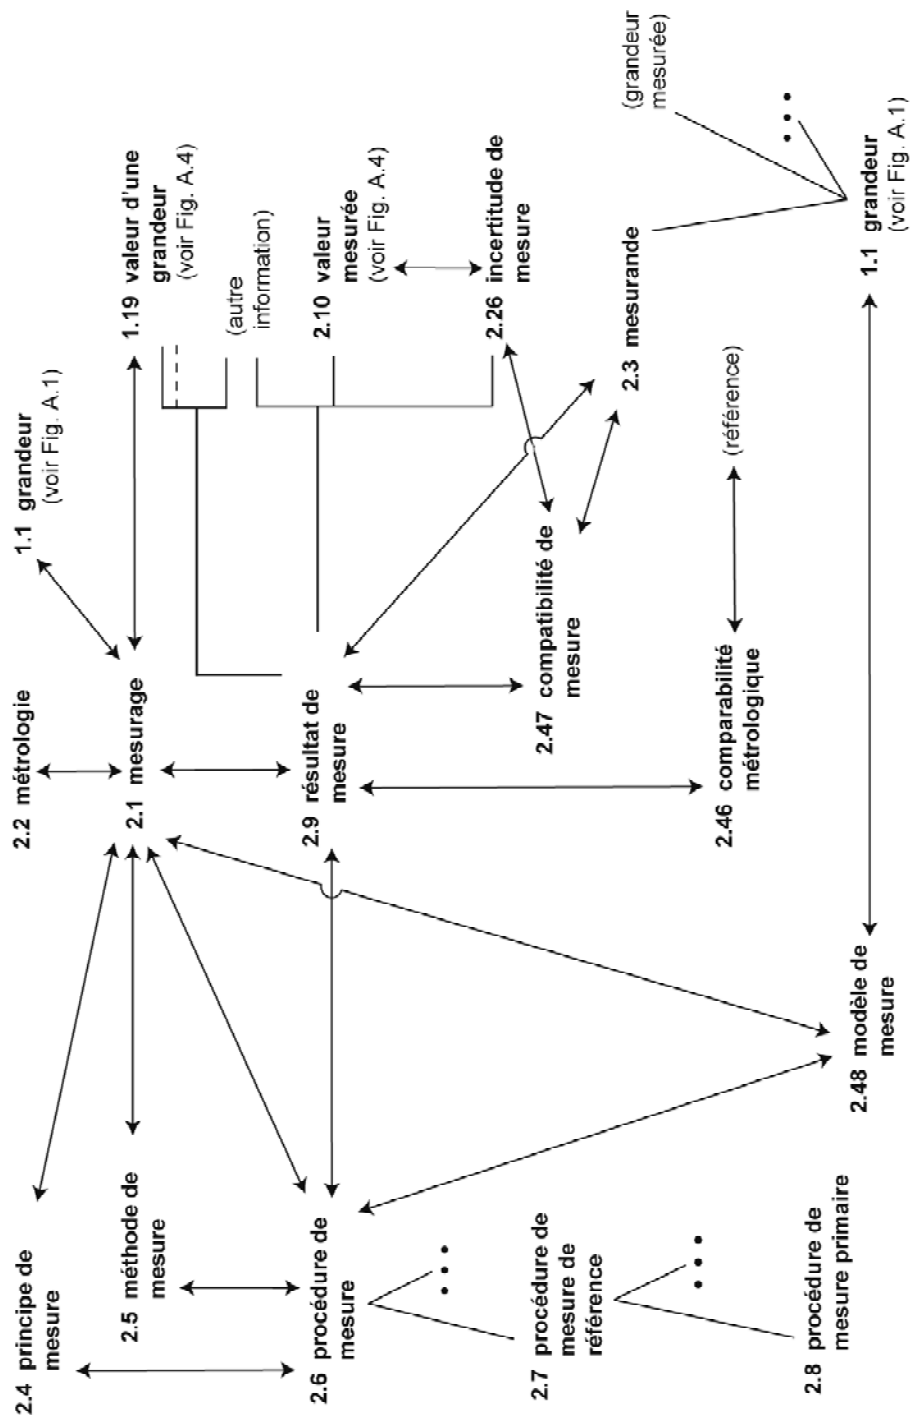 2.4 principe de
mesure
2.2 métrologie
1.1 grandeur
(voir Fig. A.1)
2.5 méthode de
mesure
2.1 mesurage
1.19 valeur d'une
grandeur
(voir Fig. A.4)
(autre
information)
2.6 procédure de
mesure
2.9 résultat de
mesure
2.10 valeur
mesurée
(voir Fig. A.4)
2.26 incertitude de
mesure
2.7 procédure de
mesure de
référence
2.47 compatibilité de
mesure
2.3 mesurande
(grandeur
mesurée)
2.46 comparabilité
métrologique
(référence)
2.8 procédure de
mesure primaire
2.48 modèle de
mesure
1.1 grandeur
(voir Fig. A.1)